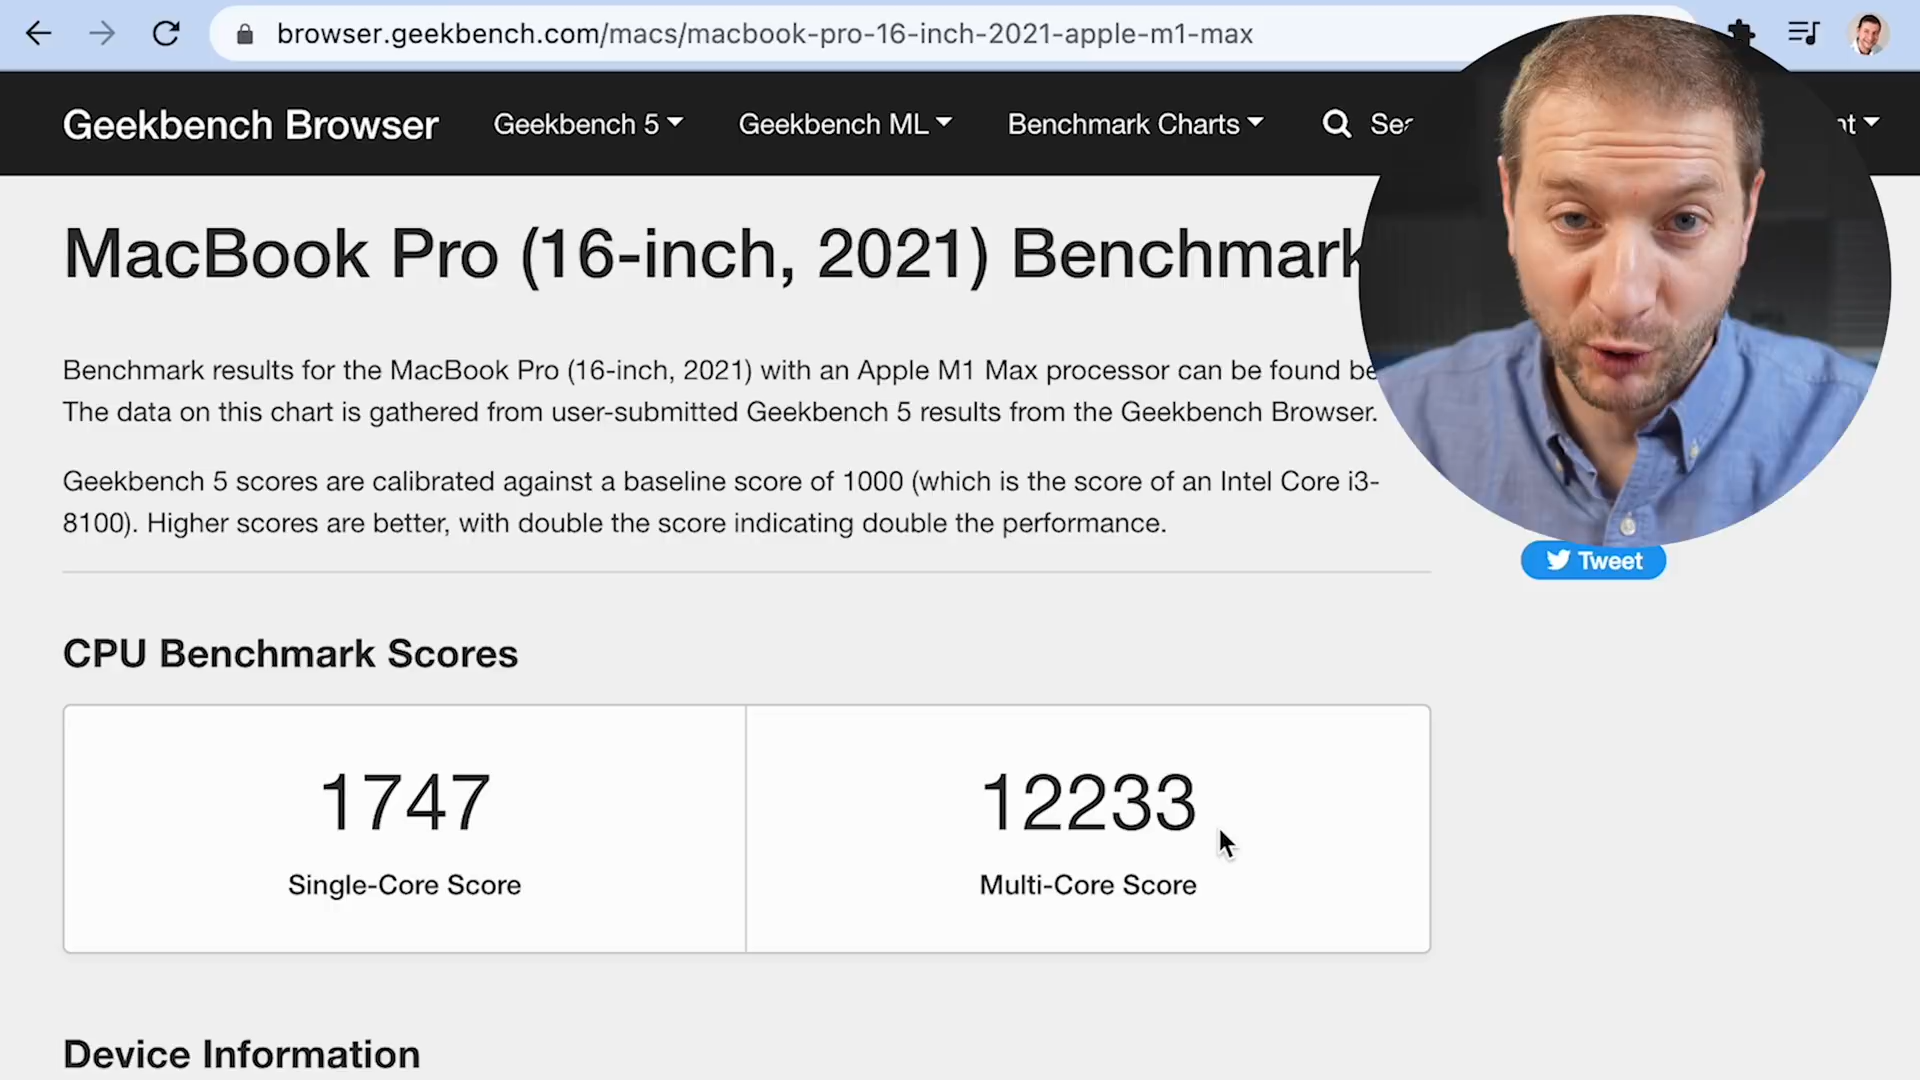 browser.geekbench.com/macs/macbook-pro-16-inch-2021-apple-m1-max
Geekbench Browser Geekbench 5 Geekbench ML Benchmark Charts
MacBook Pro (16-inch, 2021) Benchmark
Benchmark results for the MacBook Pro (16-inch, 2021) with an Apple M1 Max processor can be found
The data on this chart is gathered from user-submitted Geekbench 5 results from the Geekbench Browser.
Geekbench 5 scores are calibrated against a baseline score of 1000 (which is the score of an Intel Core i3-
8100). Higher scores are better, with double the score indicating double the performance.
Tweet
CPU Benchmark Scores
1747
Single-Core Score
12233
Multi-Core Score
Device Information